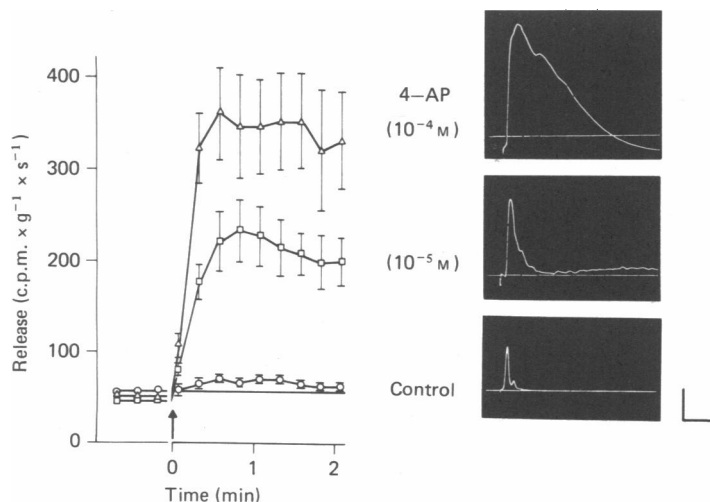 400
300
200
100
50
0
Release (c.p.m. × g⁻¹ × s⁻¹)
0
1
2
Time (min)
4–AP
(10⁻⁴ M)
(10⁻⁵ M)
Control